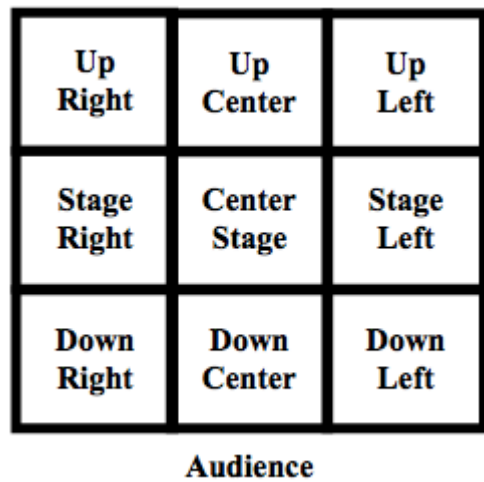 Up
Right
Up
Center
Up
Left
Stage
Right
Center
Stage
Stage
Left
Down
Right
Down
Center
Down
Left
Audience